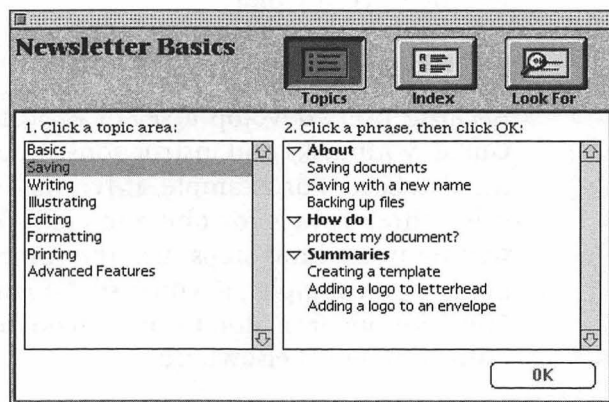 Newsletter Basics
Topics
Index
Look For
1. Click a topic area:
Basics
Saving
Writing
Illustrating
Editing
Formatting
Printing
Advanced Features
2. Click a phrase, then click OK:
About
Saving documents
Saving with a new name
Backing up files
How do I
protect my document?
Summaries
Creating a template
Adding a logo to letterhead
Adding a logo to an envelope
OK